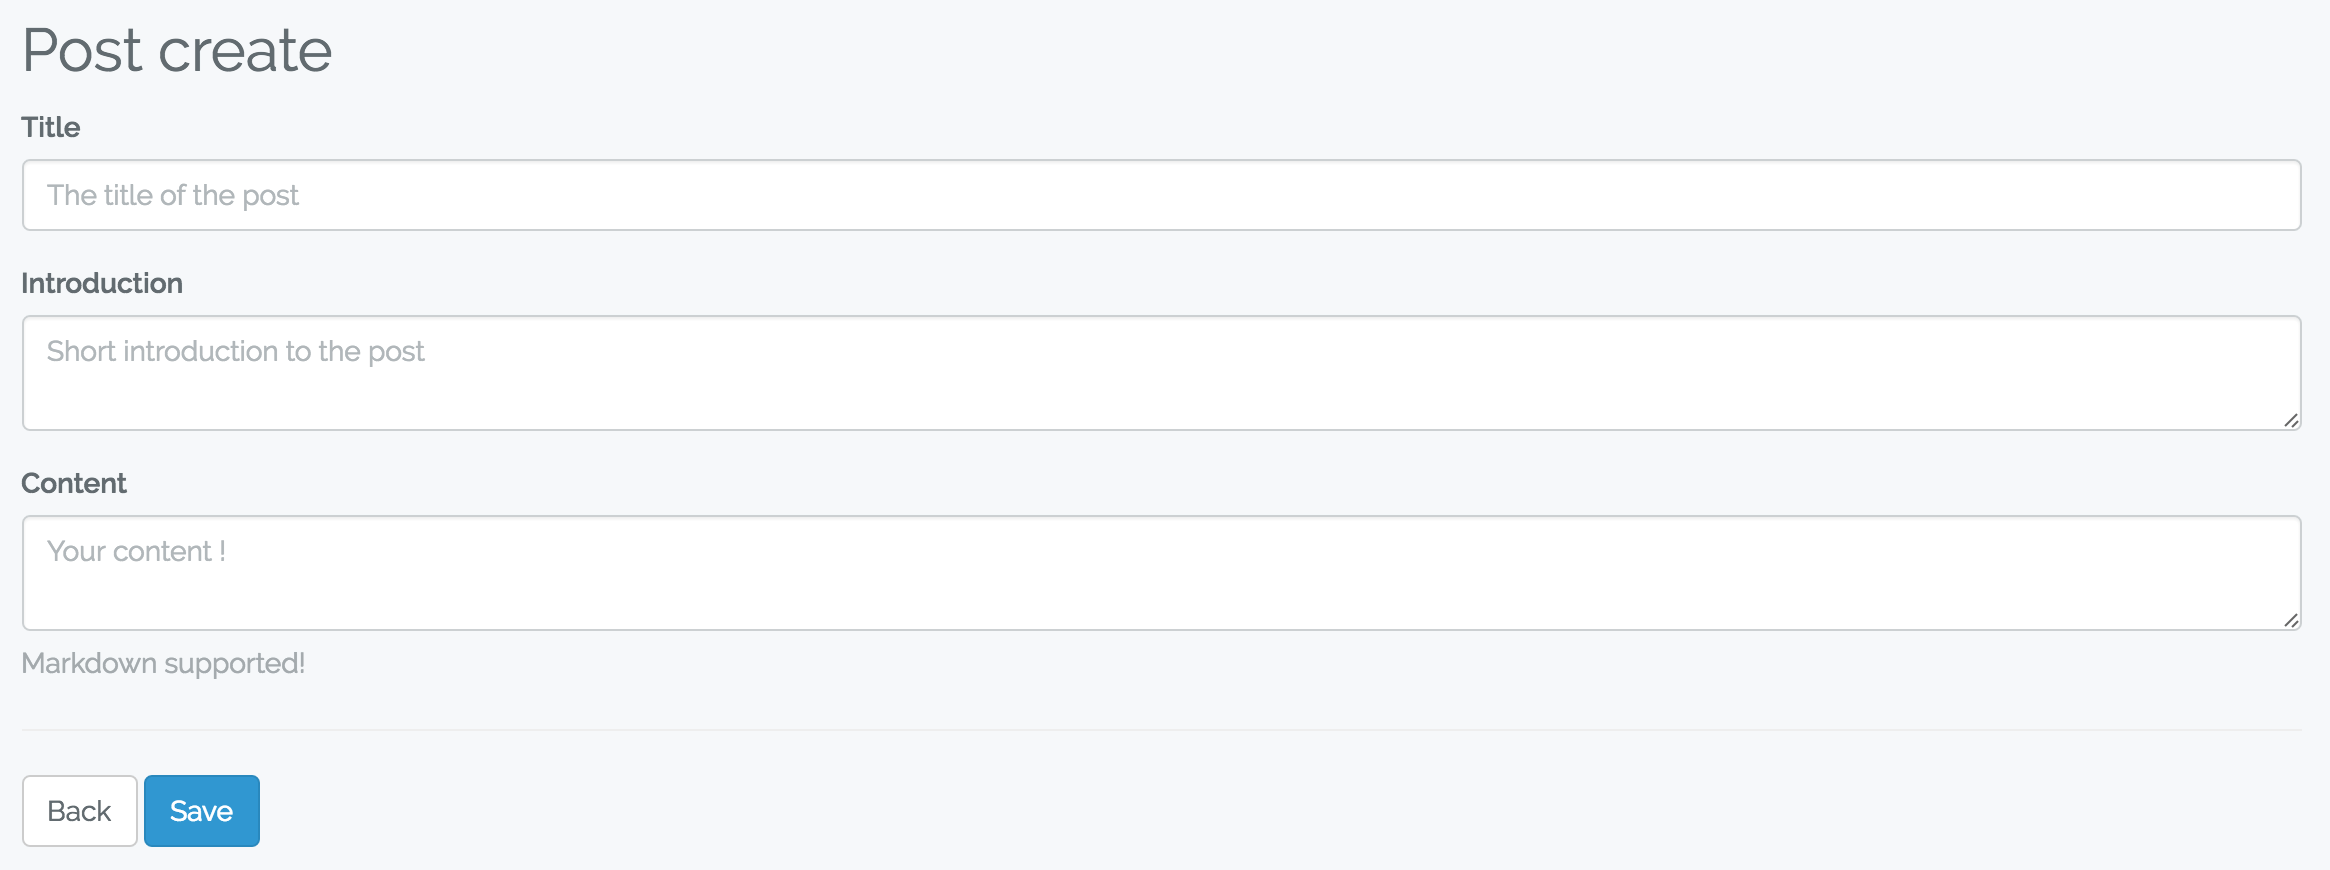 Post create
Title
The title of the post
Introduction
Short introduction to the post
Content
Your content !
Markdown supported!
Back Save